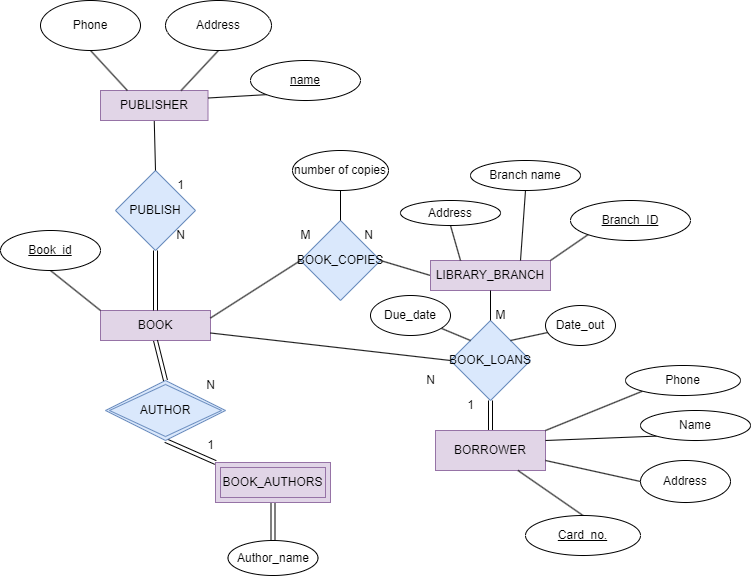 Phone
Address
name
PUBLISHER
number of copies
1
PUBLISH
N
Branch name
Address
Branch_ID
M
N
BOOK_COPIES
LIBRARY_BRANCH
Book_id
BOOK
Due_date
M
Date_out
BOOK_LOANS
N
1
AUTHOR
N
1
Phone
Name
BORROWER
Address
BOOK_AUTHORS
Card_no.
Author_name